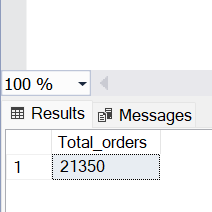 100 %
Results Messages
Total_orders
1 21350